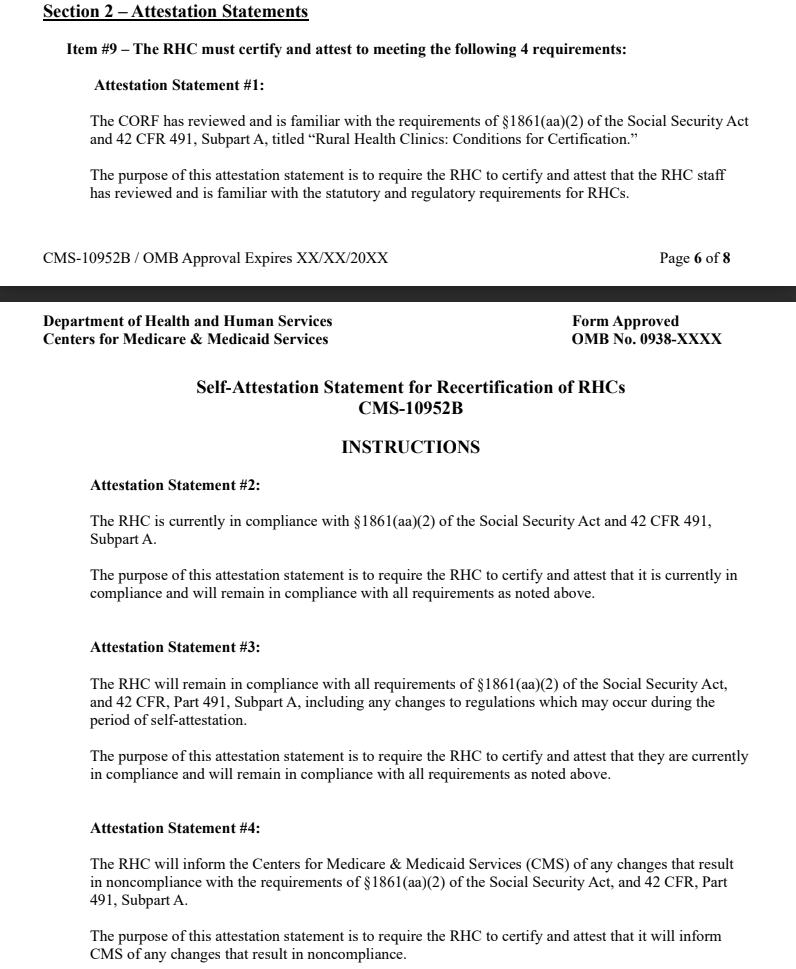 Section 2 – Attestation Statements
Item #9 – The RHC must certify and attest to meeting the following 4 requirements:
Attestation Statement #1:
The CORF has reviewed and is familiar with the requirements of §1861(aa)(2) of the Social Security Act
and 42 CFR 491, Subpart A, titled “Rural Health Clinics: Conditions for Certification.”
The purpose of this attestation statement is to require the RHC to certify and attest that the RHC staff
has reviewed and is familiar with the statutory and regulatory requirements for RHCs.
CMS-10952B / OMB Approval Expires XX/XX/20XX Page 6 of 8
Department of Health and Human Services Form Approved
Centers for Medicare & Medicaid Services OMB No. 0938-XXXX
Self-Attestation Statement for Recertification of RHCs
CMS-10952B
INSTRUCTIONS
Attestation Statement #2:
The RHC is currently in compliance with §1861(aa)(2) of the Social Security Act and 42 CFR 491,
Subpart A.
The purpose of this attestation statement is to require the RHC to certify and attest that it is currently in
compliance and will remain in compliance with all requirements as noted above.
Attestation Statement #3:
The RHC will remain in compliance with all requirements of §1861(aa)(2) of the Social Security Act,
and 42 CFR, Part 491, Subpart A, including any changes to regulations which may occur during the
period of self-attestation.
The purpose of this attestation statement is to require the RHC to certify and attest that they are currently
in compliance and will remain in compliance with all requirements as noted above.
Attestation Statement #4:
The RHC will inform the Centers for Medicare & Medicaid Services (CMS) of any changes that result
in noncompliance with the requirements of §1861(aa)(2) of the Social Security Act, and 42 CFR, Part
491, Subpart A.
The purpose of this attestation statement is to require the RHC to certify and attest that it will inform
CMS of any changes that result in noncompliance.